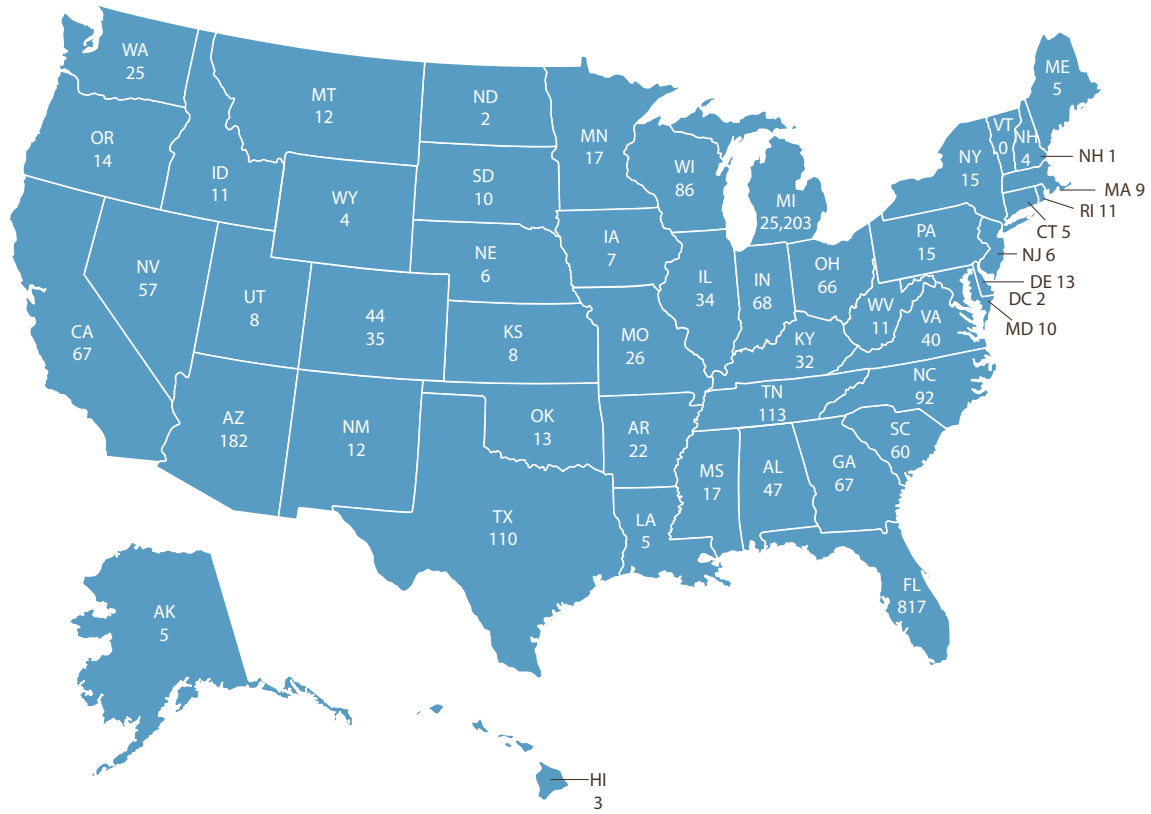 WA
25
OR
14
ID
11
MT
12
WY
4
ND
2
SD
10
NE
6
MN
17
IA
7
WI
86
MI
25,203
NY
15
VT
0
NH
4
ME
5
NH 1
MA 9
RI 11
CT 5
NJ 6
DE 13
DC 2
MD 10
PA
15
OH
66
IN
68
IL
34
WV
11
VA
40
KY
32
NC
92
TN
113
SC
60
CA
67
NV
57
UT
8
44
35
KS
8
MO
26
AZ
182
NM
12
OK
13
AR
22
TX
110
LA
5
MS
17
AL
47
GA
67
FL
817
AK
5
HI
3